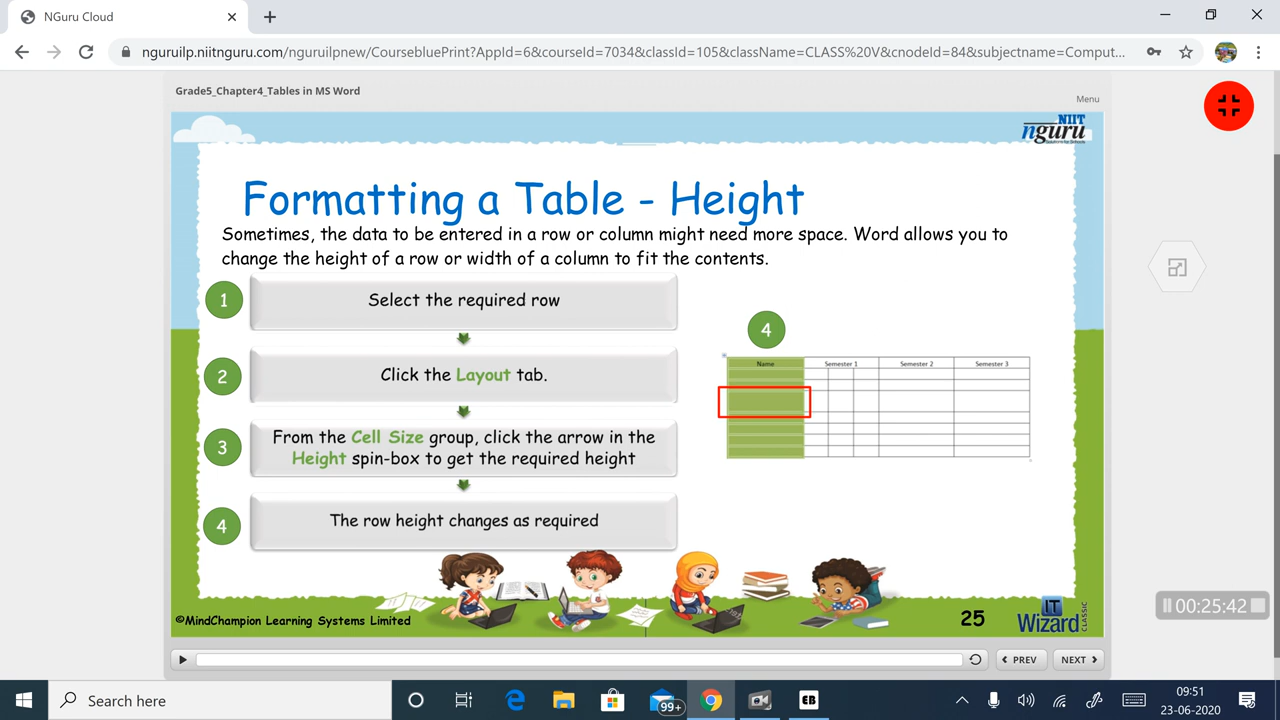 NGuru Cloud
nguruilp.niitnguru.com/nguruilpnew/CoursebluePrint?AppId=6&courseId=7034&classId=105&className=CLASS%20V&cnodeId=84&subjectname=Comput...
Grade5_Chapter4_Tables in MS Word
Menu
NIIT
nguru
Formatting a Table - Height
Sometimes, the data to be entered in a row or column might need more space. Word allows you to
change the height of a row or width of a column to fit the contents.
1
Select the required row
2
Click the Layout tab.
3
From the Cell Size group, click the arrow in the
Height spin-box to get the required height
4
The row height changes as required
4
Name Semester 1 Semester 2 Semester 3
©MindChampion Learning Systems Limited
25
IT
Wizard
CLASSIC
00:25:42
PREV
NEXT
Search here
99+
EB
09:51
23-06-2020